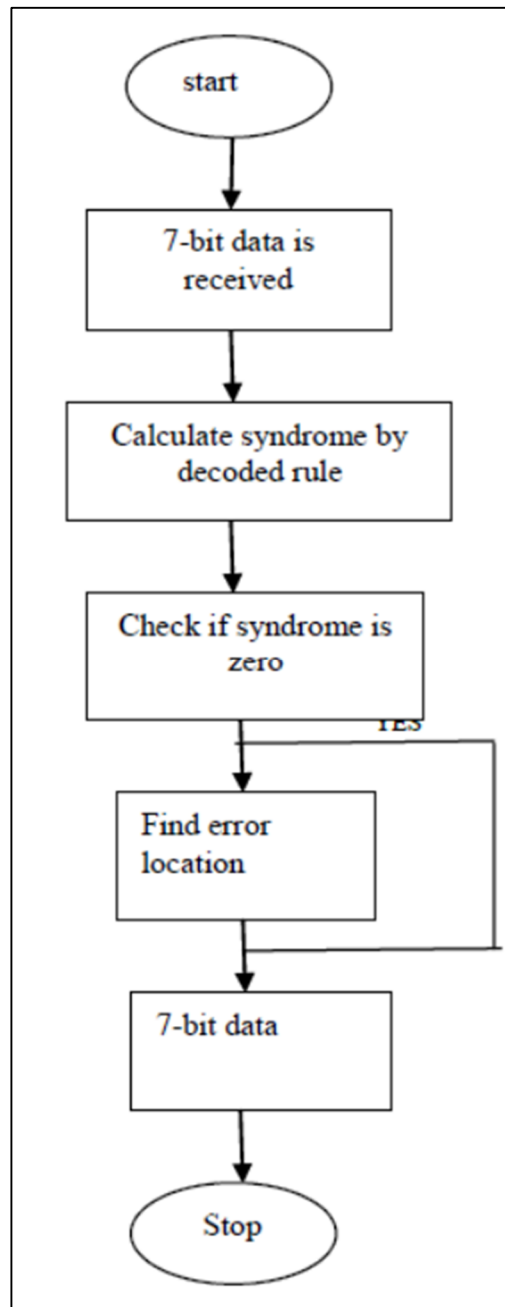 start
7-bit data is
received
Calculate syndrome by
decoded rule
Check if syndrome is
zero
YES
Find error
location
7-bit data
Stop